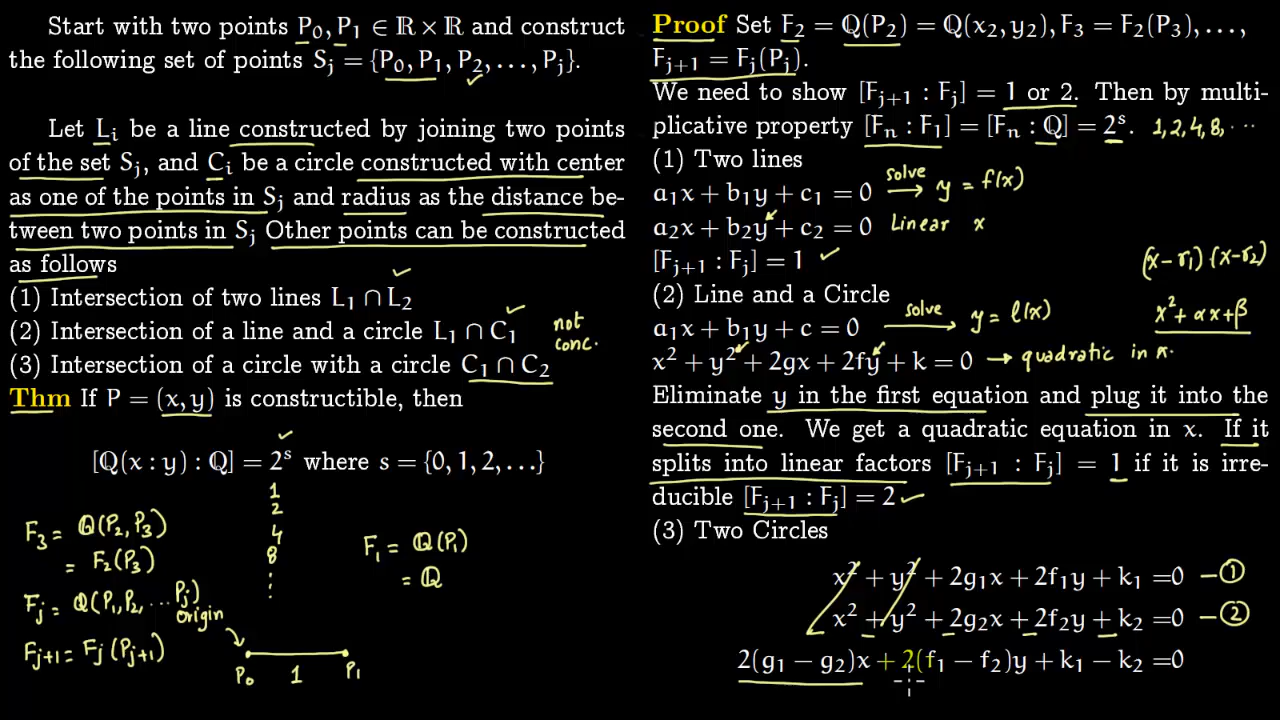 Start with two points P₀, P₁ ∈ ℝ × ℝ and construct
the following set of points Sⱼ = {P₀, P₁, P₂, . . . , Pⱼ}.
Let Lᵢ be a line constructed by joining two points
of the set Sⱼ, and Cᵢ be a circle constructed with center
as one of the points in Sⱼ and radius as the distance be-
tween two points in Sⱼ Other points can be constructed
as follows
(1) Intersection of two lines L₁ ∩ L₂
(2) Intersection of a line and a circle L₁ ∩ C₁
not
conc.
(3) Intersection of a circle with a circle C₁ ∩ C₂
Thm If P = (x, y) is constructible, then
[ℚ(x : y) : ℚ] = 2ˢ where s = {0, 1, 2, . . .}
1
2
4
8
⋮
F₃ = ℚ(P₂, P₃)
= F₂(P₃)
Fⱼ = ℚ(P₁, P₂, ··· Pⱼ)
Fⱼ₊₁ = Fⱼ(Pⱼ₊₁)
F₁ = ℚ(P₁)
= ℚ
origin
P₀ 1 P₁
Proof Set F₂ = ℚ(P₂) = ℚ(x₂, y₂), F₃ = F₂(P₃), . . . ,
Fⱼ₊₁ = Fⱼ(Pⱼ).
We need to show [Fⱼ₊₁ : Fⱼ] = 1 or 2. Then by multi-
plicative property [Fₙ : F₁] = [Fₙ : ℚ] = 2ˢ. 1, 2, 4, 8, ···
(1) Two lines
a₁x + b₁y + c₁ = 0 solve → y = f(x)
a₂x + b₂y + c₂ = 0 Linear x
[Fⱼ₊₁ : Fⱼ] = 1
(x-r₁)(x-r₂)
(2) Line and a Circle
x² + αx + β
a₁x + b₁y + c = 0 solve → y = l(x)
x² + y² + 2gx + 2fy + k = 0 → quadratic in x.
Eliminate y in the first equation and plug it into the
second one. We get a quadratic equation in x. If it
splits into linear factors [Fⱼ₊₁ : Fⱼ] = 1 if it is irre-
ducible [Fⱼ₊₁ : Fⱼ] = 2
(3) Two Circles
x² + y² + 2g₁x + 2f₁y + k₁ =0 —①
x² + y² + 2g₂x + 2f₂y + k₂ =0 —②
2(g₁ − g₂)x + 2(f₁ − f₂)y + k₁ − k₂ =0